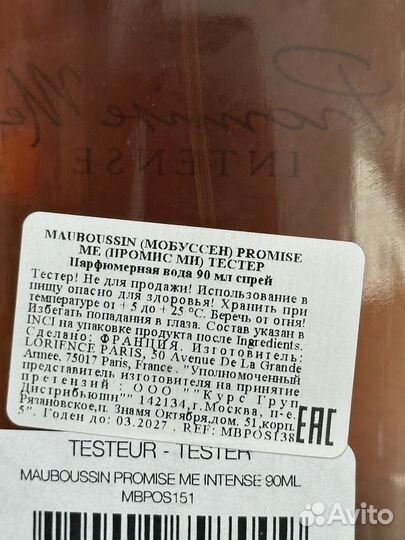 Promise Me
INTENSE
MAUBOUSSIN (МОБУССЕН) PROMISE
ME (ПРОМИС МИ) ТЕСТЕР
Парфюмерная вода 90 мл спрей
Тестер! Не для продажи! Использование в
пищу опасно для здоровья! Хранить при
температуре от + 5 до + 25 °С. Беречь от огня!
Избегать попадания в глаза. Состав указан в
INCI на упаковке продукта после Ingredients.
Сделано: ФРАНЦИЯ. Изготовитель:
LORIENCE PARIS, 50 Avenue De La Grande
Armee, 75017 Paris, France. "Уполномоченный
представитель изготовителя на принятие
претензий : ООО ""Курс Груп
Дистрибьюшн"" 142134, г.Москва, п-е.
Рязановское,п. Знамя Октября,дом. 51,корп.
5". Годен до: 03.2027 . REF: MBPOS138
EAC
TESTEUR - TESTER
MAUBOUSSIN PROMISE ME INTENSE 90ML
MBPOS151
Avito